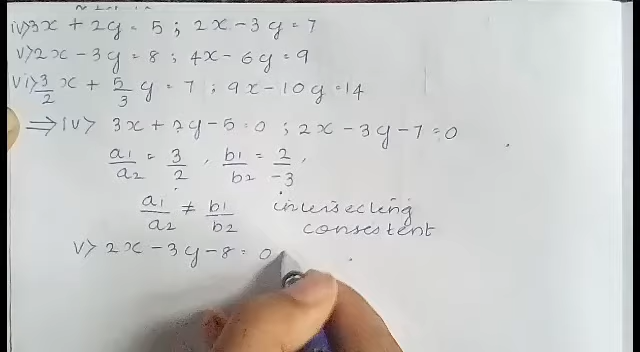 iv> 3x + 2y = 5 ; 2x - 3y = 7
v> 2x - 3y = 8 ; 4x - 6y = 9
vi> 3/2 x + 5/3 y = 7 ; 9x - 10y = 14
⇒ iv> 3x + 2y - 5 = 0 ; 2x - 3y - 7 = 0
a1/a2 = 3/2 , b1/b2 = 2/-3 ,
a1/a2 ≠ b1/b2 intersecting
consistent
v> 2x - 3y - 8 = 0